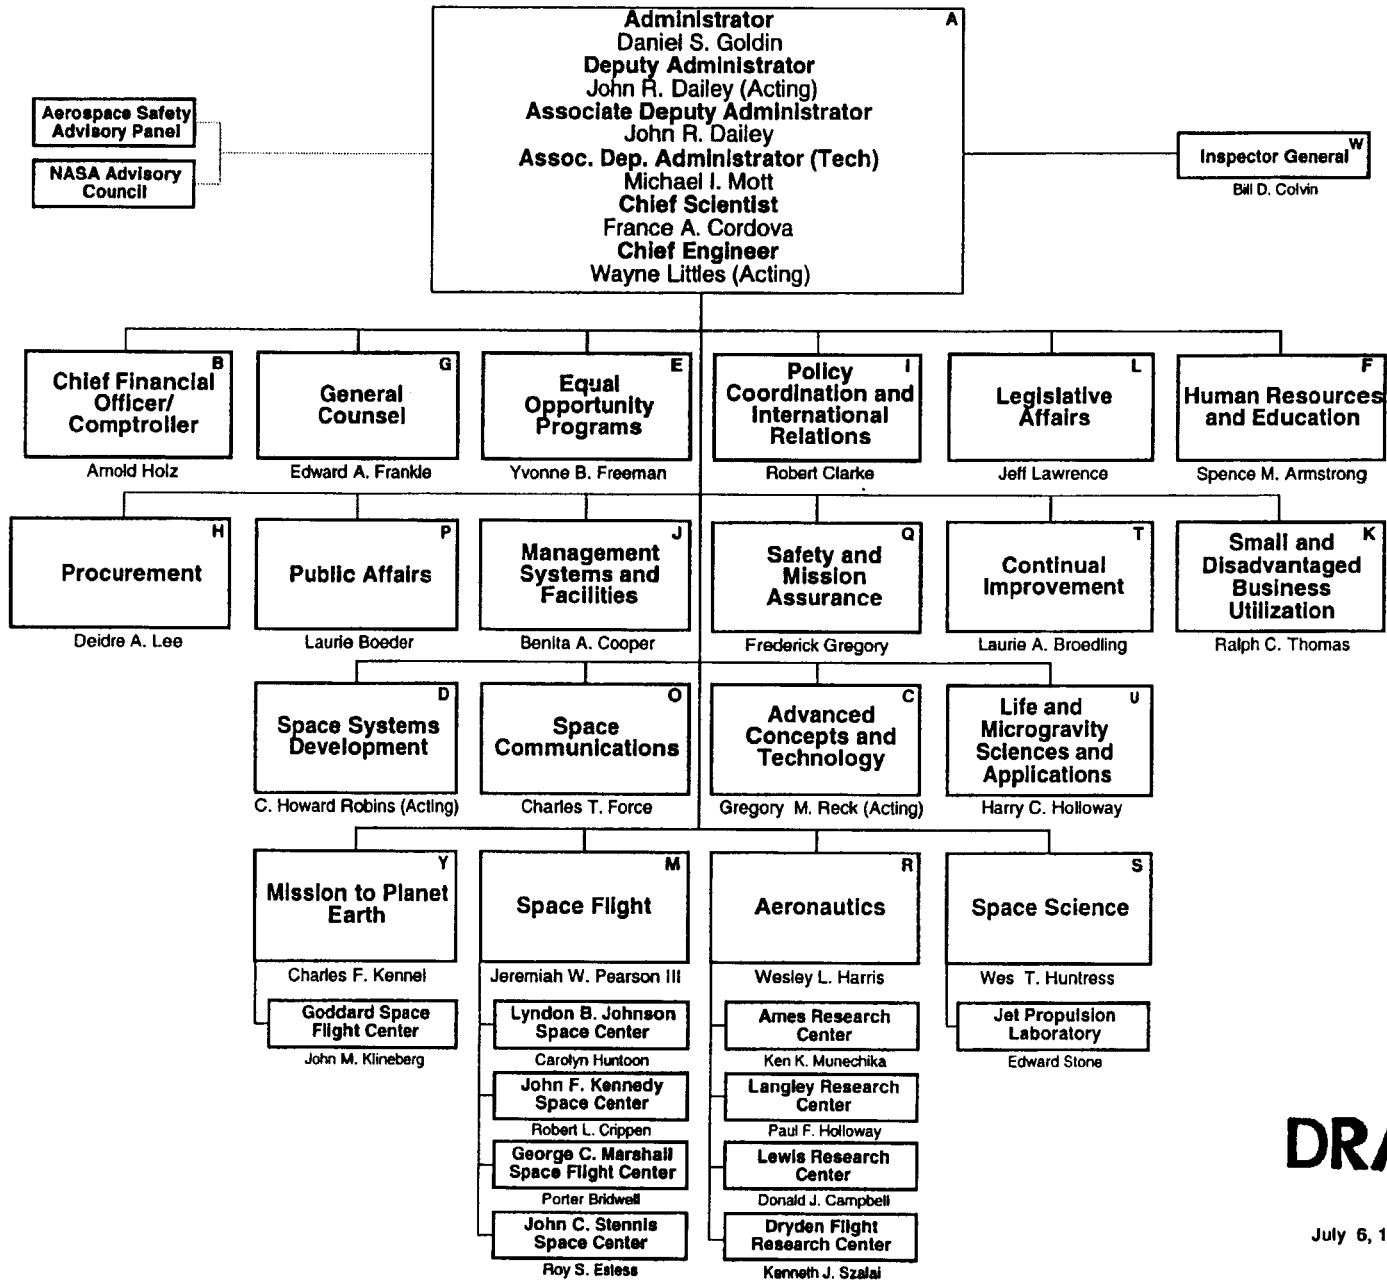 A
Administrator
Daniel S. Goldin
Deputy Administrator
John R. Dailey (Acting)
Associate Deputy Administrator
John R. Dailey
Assoc. Dep. Administrator (Tech)
Michael I. Mott
Chief Scientist
France A. Cordova
Chief Engineer
Wayne Littles (Acting)
Aerospace Safety
Advisory Panel
NASA Advisory
Council
W
Inspector General
Bill D. Colvin
B
Chief Financial
Officer/
Comptroller
Arnold Holz
G
General
Counsel
Edward A. Frankle
E
Equal
Opportunity
Programs
Yvonne B. Freeman
I
Policy
Coordination and
International
Relations
Robert Clarke
L
Legislative
Affairs
Jeff Lawrence
F
Human Resources
and Education
Spence M. Armstrong
H
Procurement
Deidre A. Lee
P
Public Affairs
Laurie Boeder
J
Management
Systems and
Facilities
Benita A. Cooper
Q
Safety and
Mission
Assurance
Frederick Gregory
T
Continual
Improvement
Laurie A. Broedling
K
Small and
Disadvantaged
Business
Utilization
Ralph C. Thomas
D
Space Systems
Development
C. Howard Robins (Acting)
O
Space
Communications
Charles T. Force
C
Advanced
Concepts and
Technology
Gregory M. Reck (Acting)
U
Life and
Microgravity
Sciences and
Applications
Harry C. Holloway
Y
Mission to Planet
Earth
Charles F. Kennel
Goddard Space
Flight Center
John M. Klineberg
M
Space Flight
Jeremiah W. Pearson III
Lyndon B. Johnson
Space Center
Carolyn Huntoon
John F. Kennedy
Space Center
Robert L. Crippen
George C. Marshall
Space Flight Center
Porter Bridwell
John C. Stennis
Space Center
Roy S. Estess
R
Aeronautics
Wesley L. Harris
Ames Research
Center
Ken K. Munechika
Langley Research
Center
Paul F. Holloway
Lewis Research
Center
Donald J. Campbell
Dryden Flight
Research Center
Kenneth J. Szalai
S
Space Science
Wes T. Huntress
Jet Propulsion
Laboratory
Edward Stone
DRA
July 6, 1